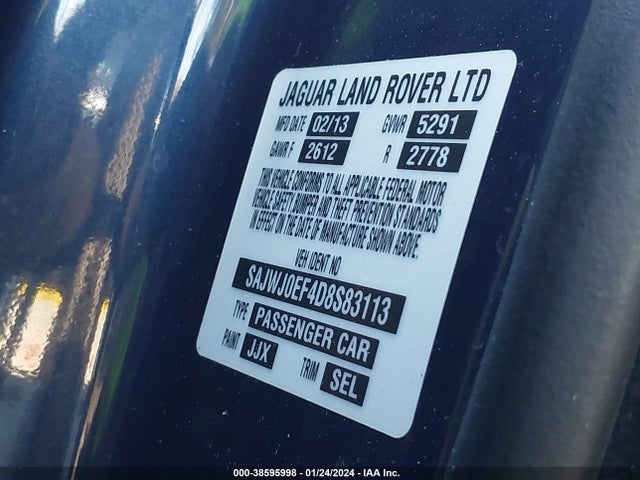 JAGUAR LAND ROVER LTD
MFD DATE 02/13 GVWR 5291
GAWR F 2612 R 2778
THIS VEHICLE CONFORMS TO ALL APPLICABLE FEDERAL MOTOR
VEHICLE SAFETY BUMPER AND THEFT PREVENTION STANDARDS
IN EFFECT ON THE DATE OF MANUFACTURE SHOWN ABOVE.
VEH IDENT NO
SAJWJ0EF4D8S83113
TYPE PASSENGER CAR
PAINT JJX TRIM SEL
000-38595998 - 01/24/2024 - IAA Inc.